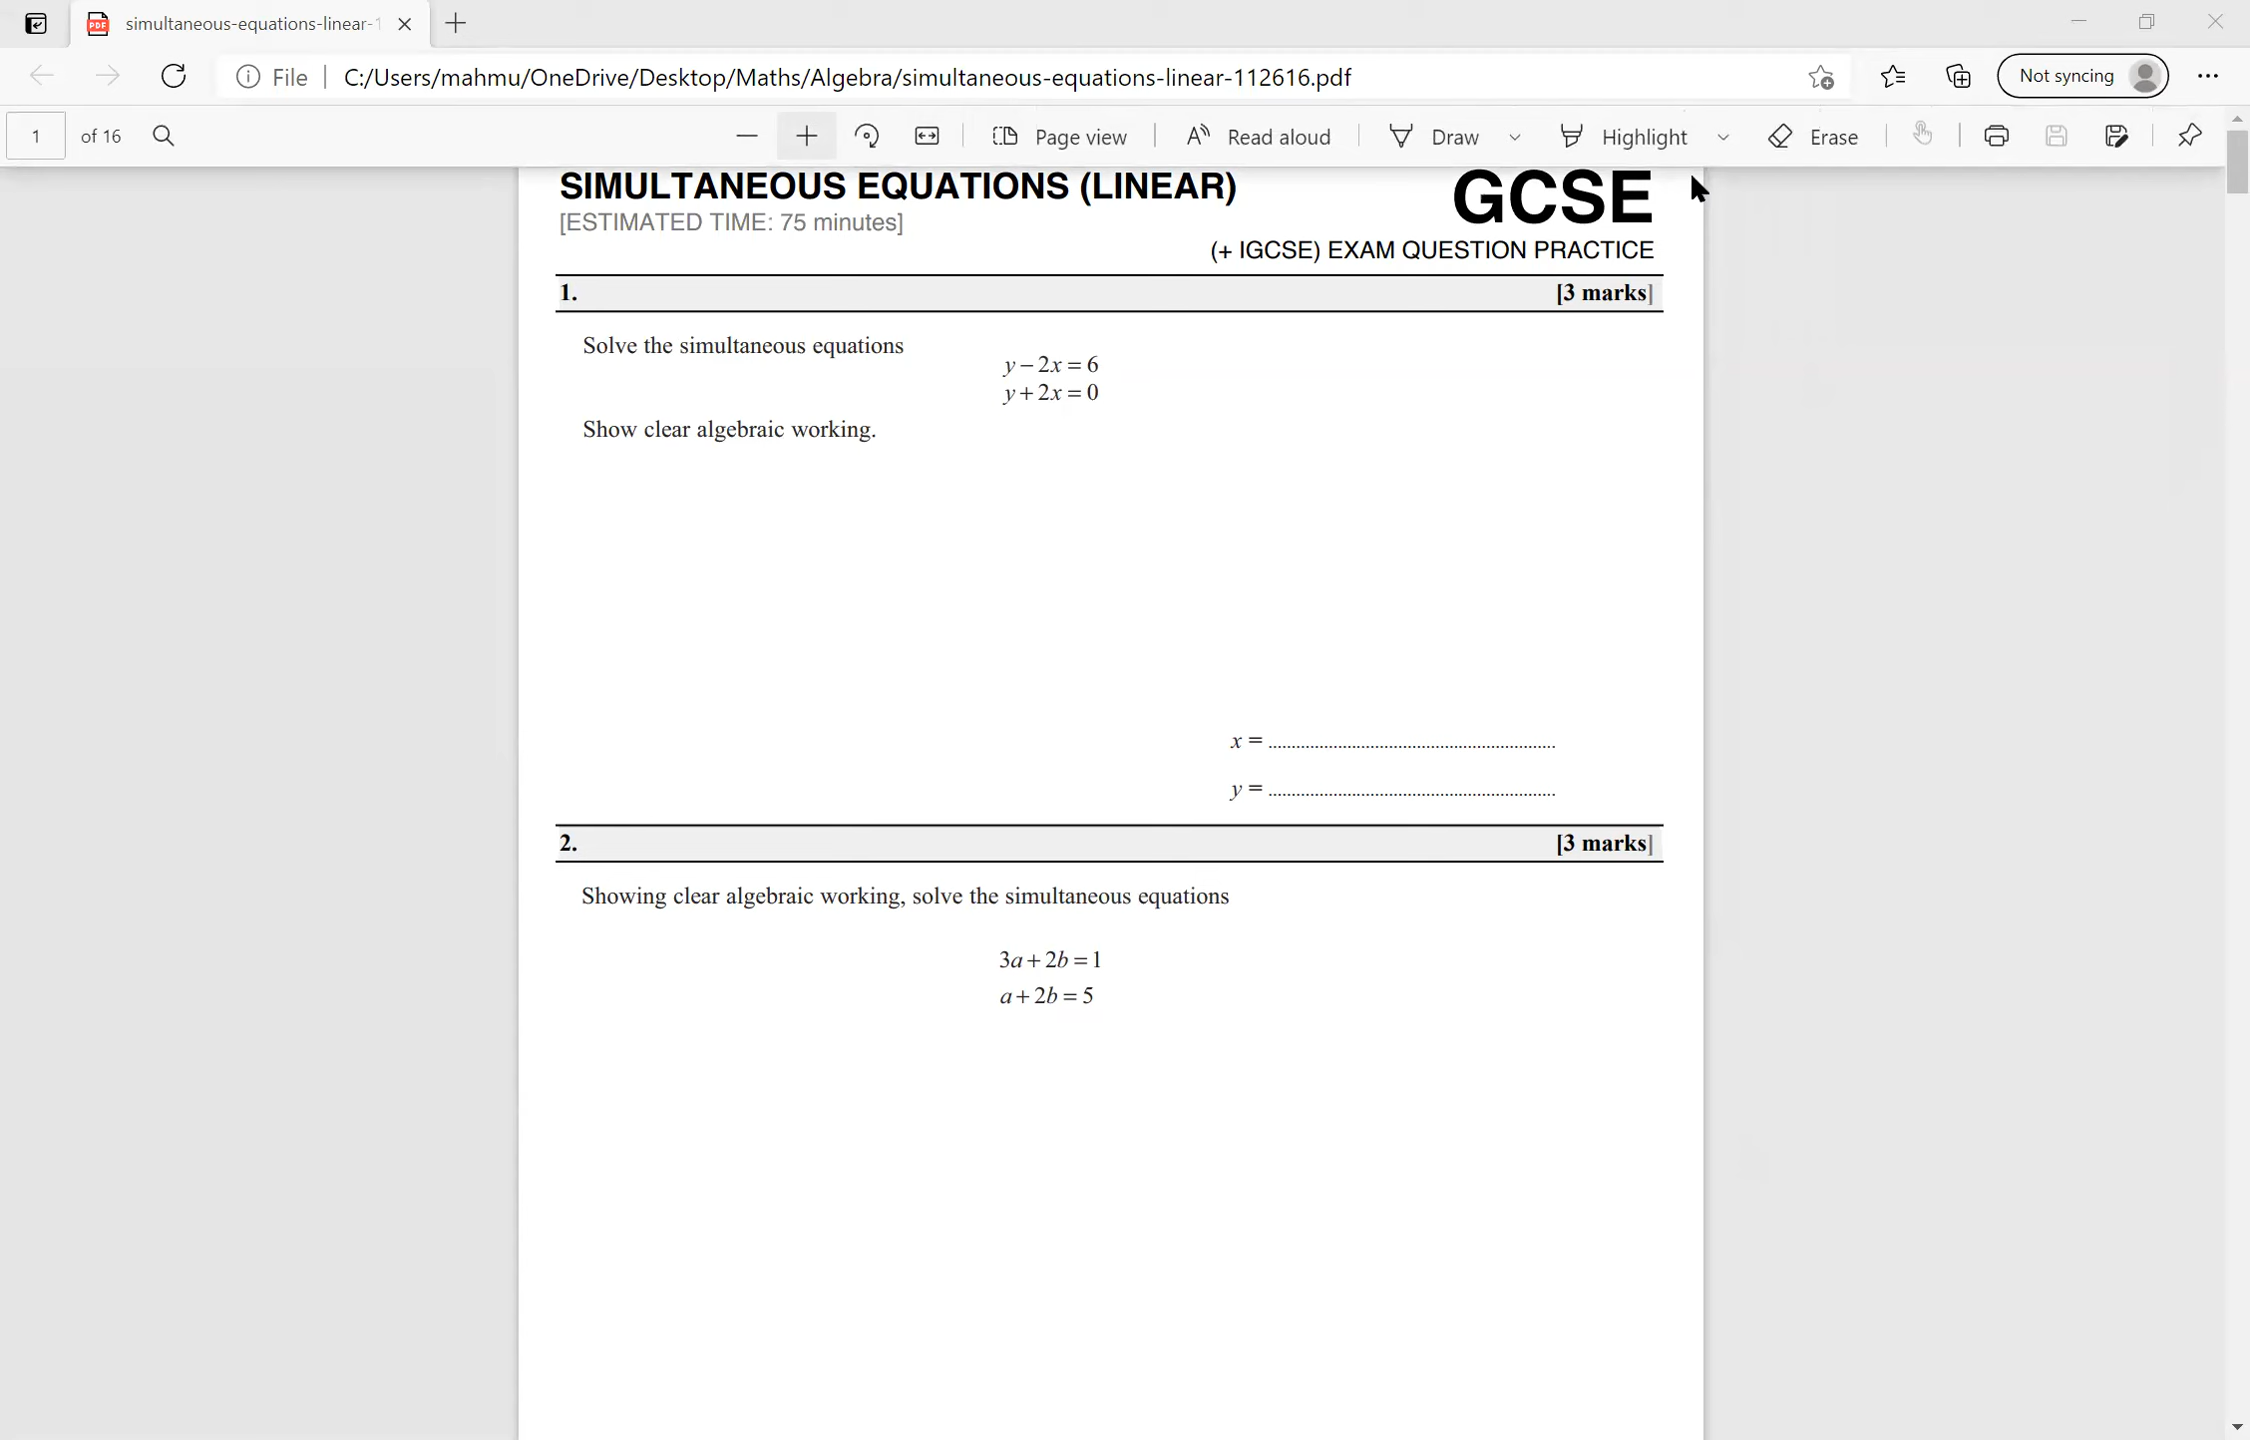 simultaneous-equations-linear-1
File
C:/Users/mahmu/OneDrive/Desktop/Maths/Algebra/simultaneous-equations-linear-112616.pdf
Not syncing
1 of 16
Page view
Read aloud
Draw
Highlight
Erase
SIMULTANEOUS EQUATIONS (LINEAR)
GCSE
[ESTIMATED TIME: 75 minutes]
(+ IGCSE) EXAM QUESTION PRACTICE
1. [3 marks]
Solve the simultaneous equations
y − 2x = 6
y + 2x = 0
Show clear algebraic working.
x = ..............................................................
y = ..............................................................
2. [3 marks]
Showing clear algebraic working, solve the simultaneous equations
3a + 2b = 1
a + 2b = 5